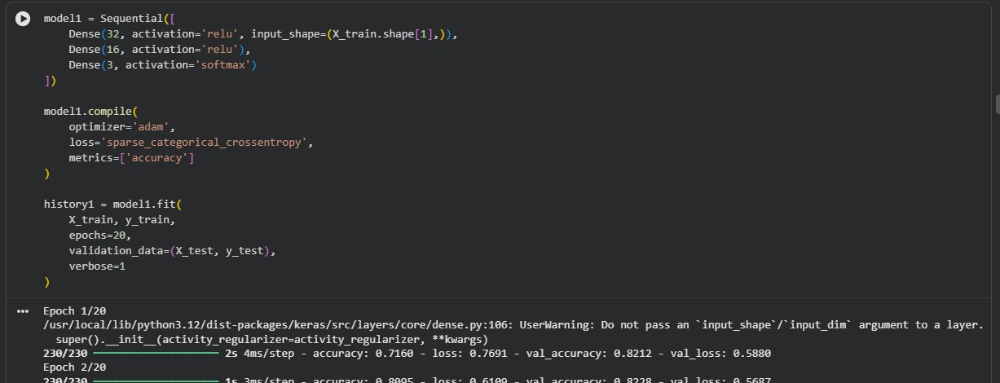 model1 = Sequential([
    Dense(32, activation='relu', input_shape=(X_train.shape[1],)),
    Dense(16, activation='relu'),
    Dense(3, activation='softmax')
])

model1.compile(
    optimizer='adam',
    loss='sparse_categorical_crossentropy',
    metrics=['accuracy']
)

history1 = model1.fit(
    X_train, y_train,
    epochs=20,
    validation_data=(X_test, y_test),
    verbose=1
)
Epoch 1/20
/usr/local/lib/python3.12/dist-packages/keras/src/layers/core/dense.py:106: UserWarning: Do not pass an `input_shape`/`input_dim` argument to a layer.
  super().__init__(activity_regularizer=activity_regularizer, **kwargs)
230/230 ━━━━━━━━━━━━━━━━━━━━ 2s 4ms/step - accuracy: 0.7160 - loss: 0.7691 - val_accuracy: 0.8212 - val_loss: 0.5880
Epoch 2/20
230/230 ━━━━━━━━━━━━━━━━━━━━ 1s 3ms/step - accuracy: 0.8095 - loss: 0.6109 - val_accuracy: 0.8228 - val_loss: 0.5687